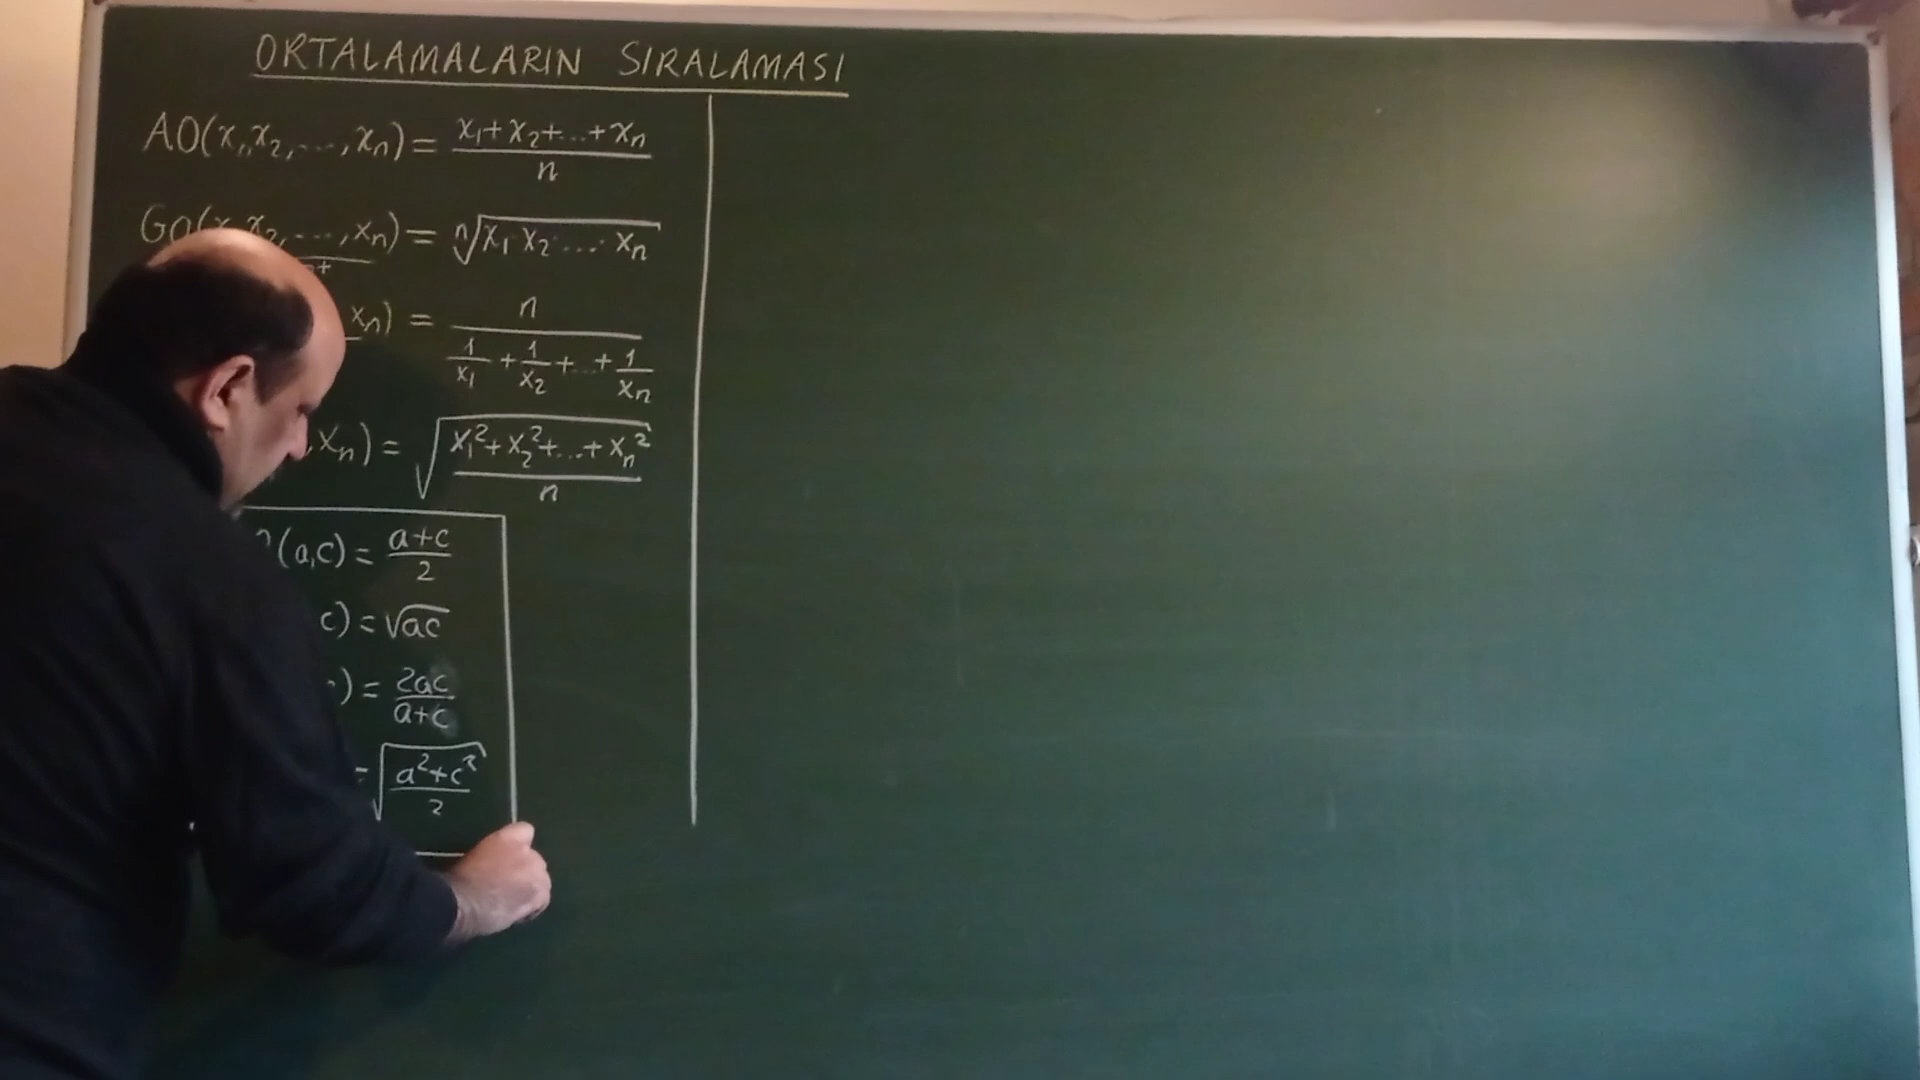 ORTALAMALARIN SIRALAMASI
AO(x₁,x₂,...,xₙ) = (x₁+x₂+...+xₙ)/n
GO(x₁,x₂,...,xₙ) = ⁿ√(x₁·x₂·...·xₙ)
+
xₙ) = n/(1/x₁ + 1/x₂ + ... + 1/xₙ)
,xₙ) = √((x₁²+x₂²+...+xₙ²)/n)
(a,c) = (a+c)/2
c) = √ac
) = 2ac/(a+c)
= √((a²+c²)/2)